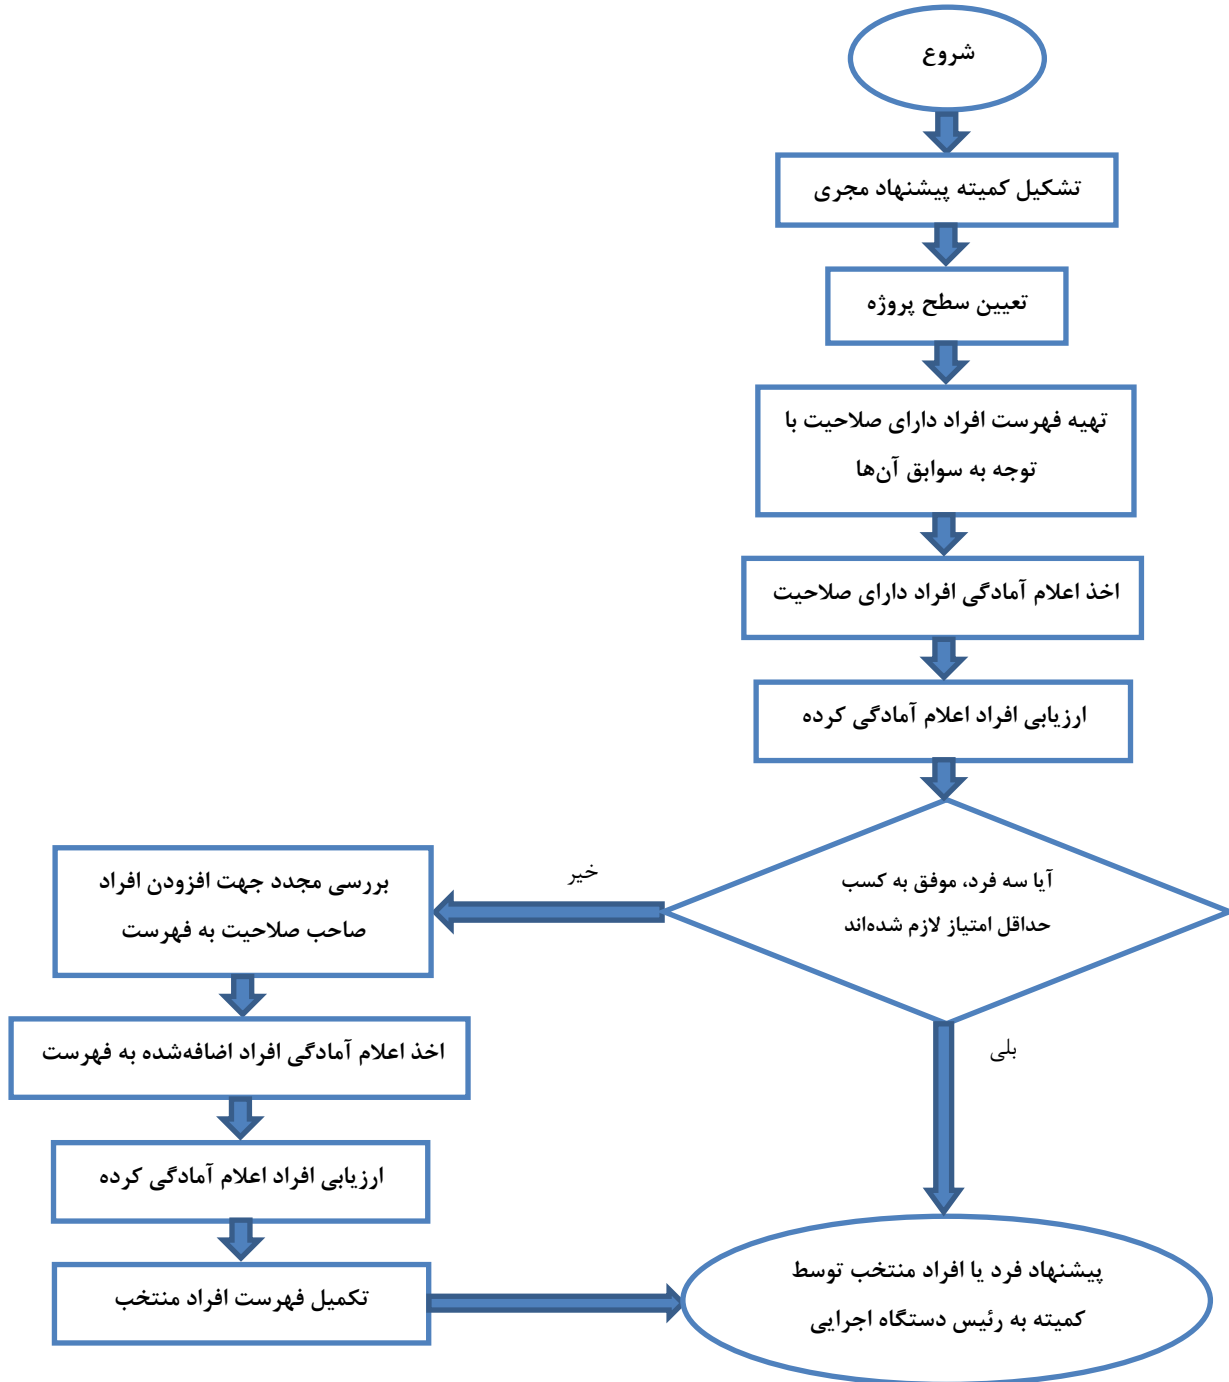 شروع
تشکیل کمیته پیشنهاد مجری
تعیین سطح پروژه
تهیه فهرست افراد دارای صلاحیت با
توجه به سوابق آن‌ها
اخذ اعلام آمادگی افراد دارای صلاحیت
ارزیابی افراد اعلام آمادگی کرده
آیا سه فرد، موفق به کسب
حداقل امتیاز لازم شده‌اند
خیر
بررسی مجدد جهت افزودن افراد
صاحب صلاحیت به فهرست
اخذ اعلام آمادگی افراد اضافه‌شده به فهرست
ارزیابی افراد اعلام آمادگی کرده
تکمیل فهرست افراد منتخب
بلی
پیشنهاد فرد یا افراد منتخب توسط
کمیته به رئیس دستگاه اجرایی